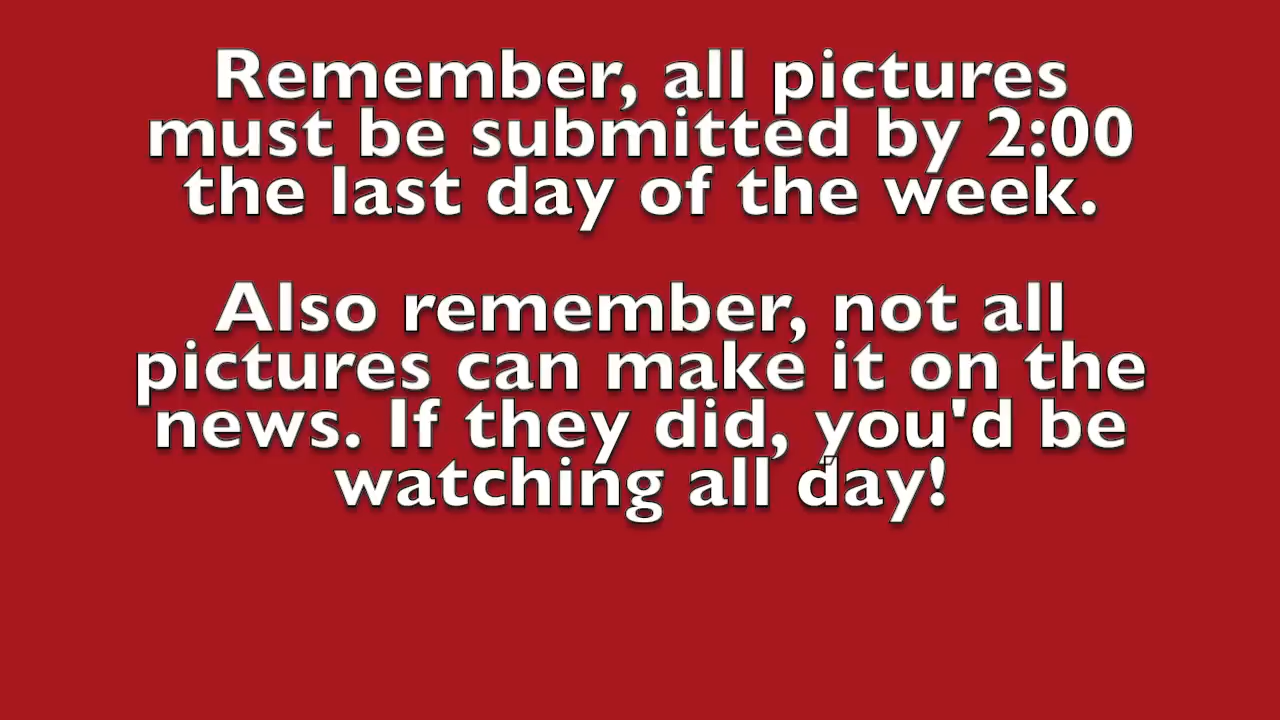 Remember, all pictures
must be submitted by 2:00
the last day of the week.
Also remember, not all
pictures can make it on the
news. If they did, you'd be
watching all day!